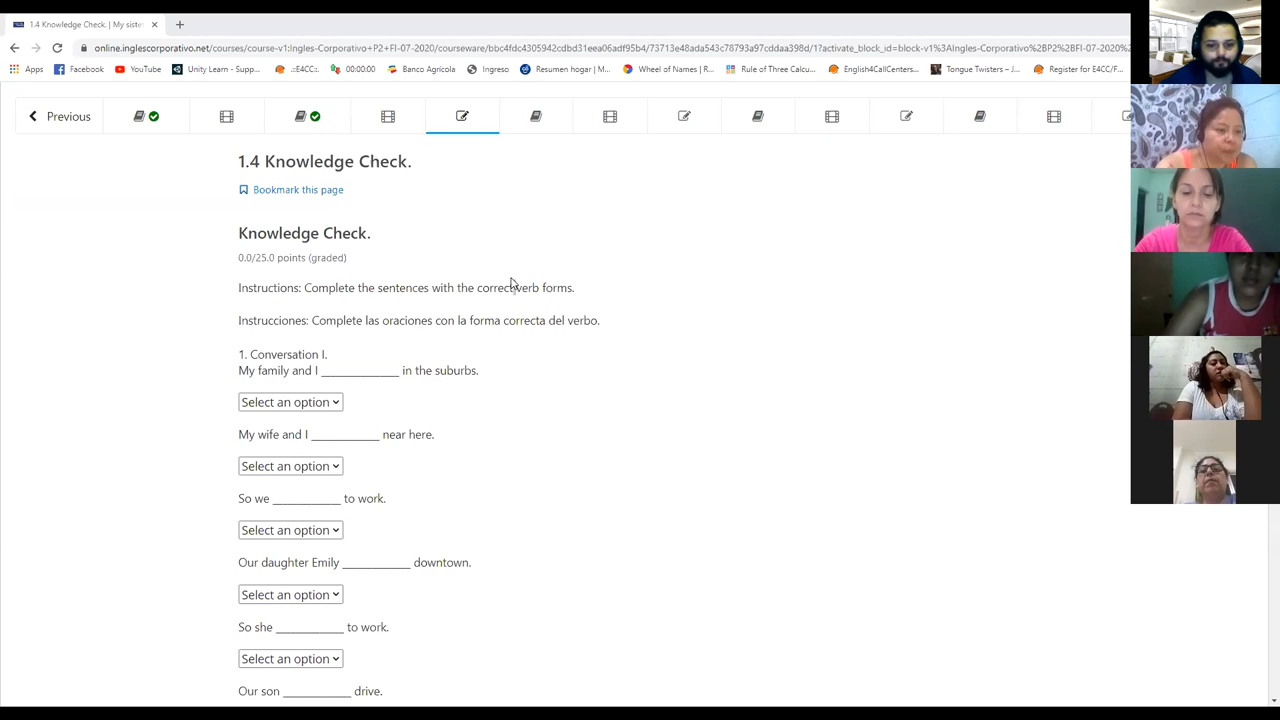 1.4 Knowledge Check. | My siste
online.inglescorporativo.net/courses/course-v1:Ingles-Corporativo+P2+FI-07-2020/courseware/bbc4fdc4305942cdbd31eea06adf95b4/73713e48ada543c78793a97cddaa398d/1?activate_block_id=block-v1%3AIngles-Corporativo%2BP2%2BFI-07-2020%
Apps Facebook YouTube Unity Learn - Supp... .::E4CC:. 00:00:00 Banco Agrícola Ingreso Resumen hogar | M... Wheel of Names | R... Rule of Three Calcu... English4CallCenters... Tongue Twisters – J... Register for E4CC/F...
Previous
1.4 Knowledge Check.
Bookmark this page
Knowledge Check.
0.0/25.0 points (graded)
Instructions: Complete the sentences with the correct verb forms.
Instrucciones: Complete las oraciones con la forma correcta del verbo.
1. Conversation I.
My family and I ______________ in the suburbs.
Select an option
My wife and I ____________ near here.
Select an option
So we ____________ to work.
Select an option
Our daughter Emily ____________ downtown.
Select an option
So she ____________ to work.
Select an option
Our son ____________ drive.